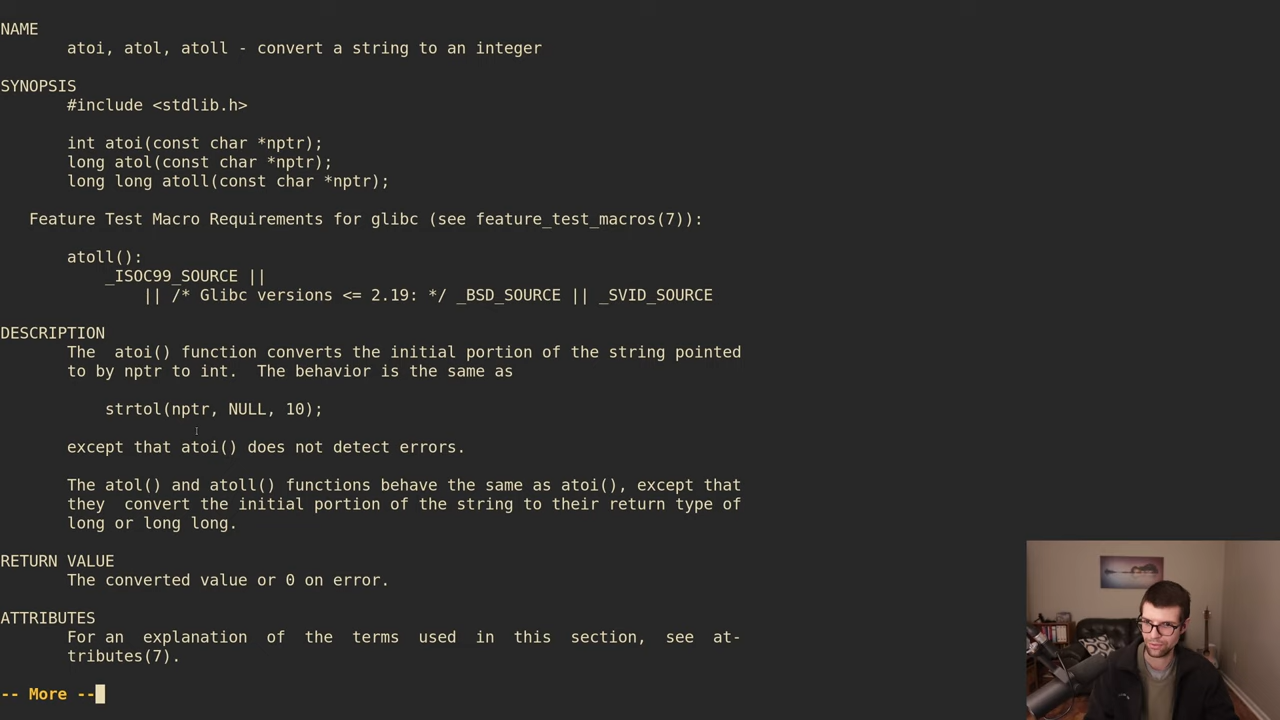 NAME
atoi, atol, atoll - convert a string to an integer
SYNOPSIS
#include <stdlib.h>
int atoi(const char *nptr);
long atol(const char *nptr);
long long atoll(const char *nptr);
Feature Test Macro Requirements for glibc (see feature_test_macros(7)):
atoll():
_ISOC99_SOURCE ||
|| /* Glibc versions <= 2.19: */ _BSD_SOURCE || _SVID_SOURCE
DESCRIPTION
The atoi() function converts the initial portion of the string pointed
to by nptr to int. The behavior is the same as
strtol(nptr, NULL, 10);
except that atoi() does not detect errors.
The atol() and atoll() functions behave the same as atoi(), except that
they convert the initial portion of the string to their return type of
long or long long.
RETURN VALUE
The converted value or 0 on error.
ATTRIBUTES
For an explanation of the terms used in this section, see at-
tributes(7).
-- More --